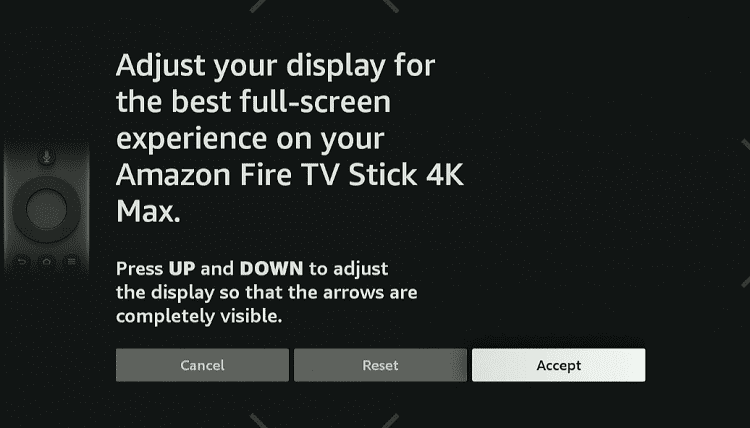 Adjust your display for
the best full-screen
experience on your
Amazon Fire TV Stick 4K
Max.
Press UP and DOWN to adjust
the display so that the arrows are
completely visible.
Cancel Reset Accept